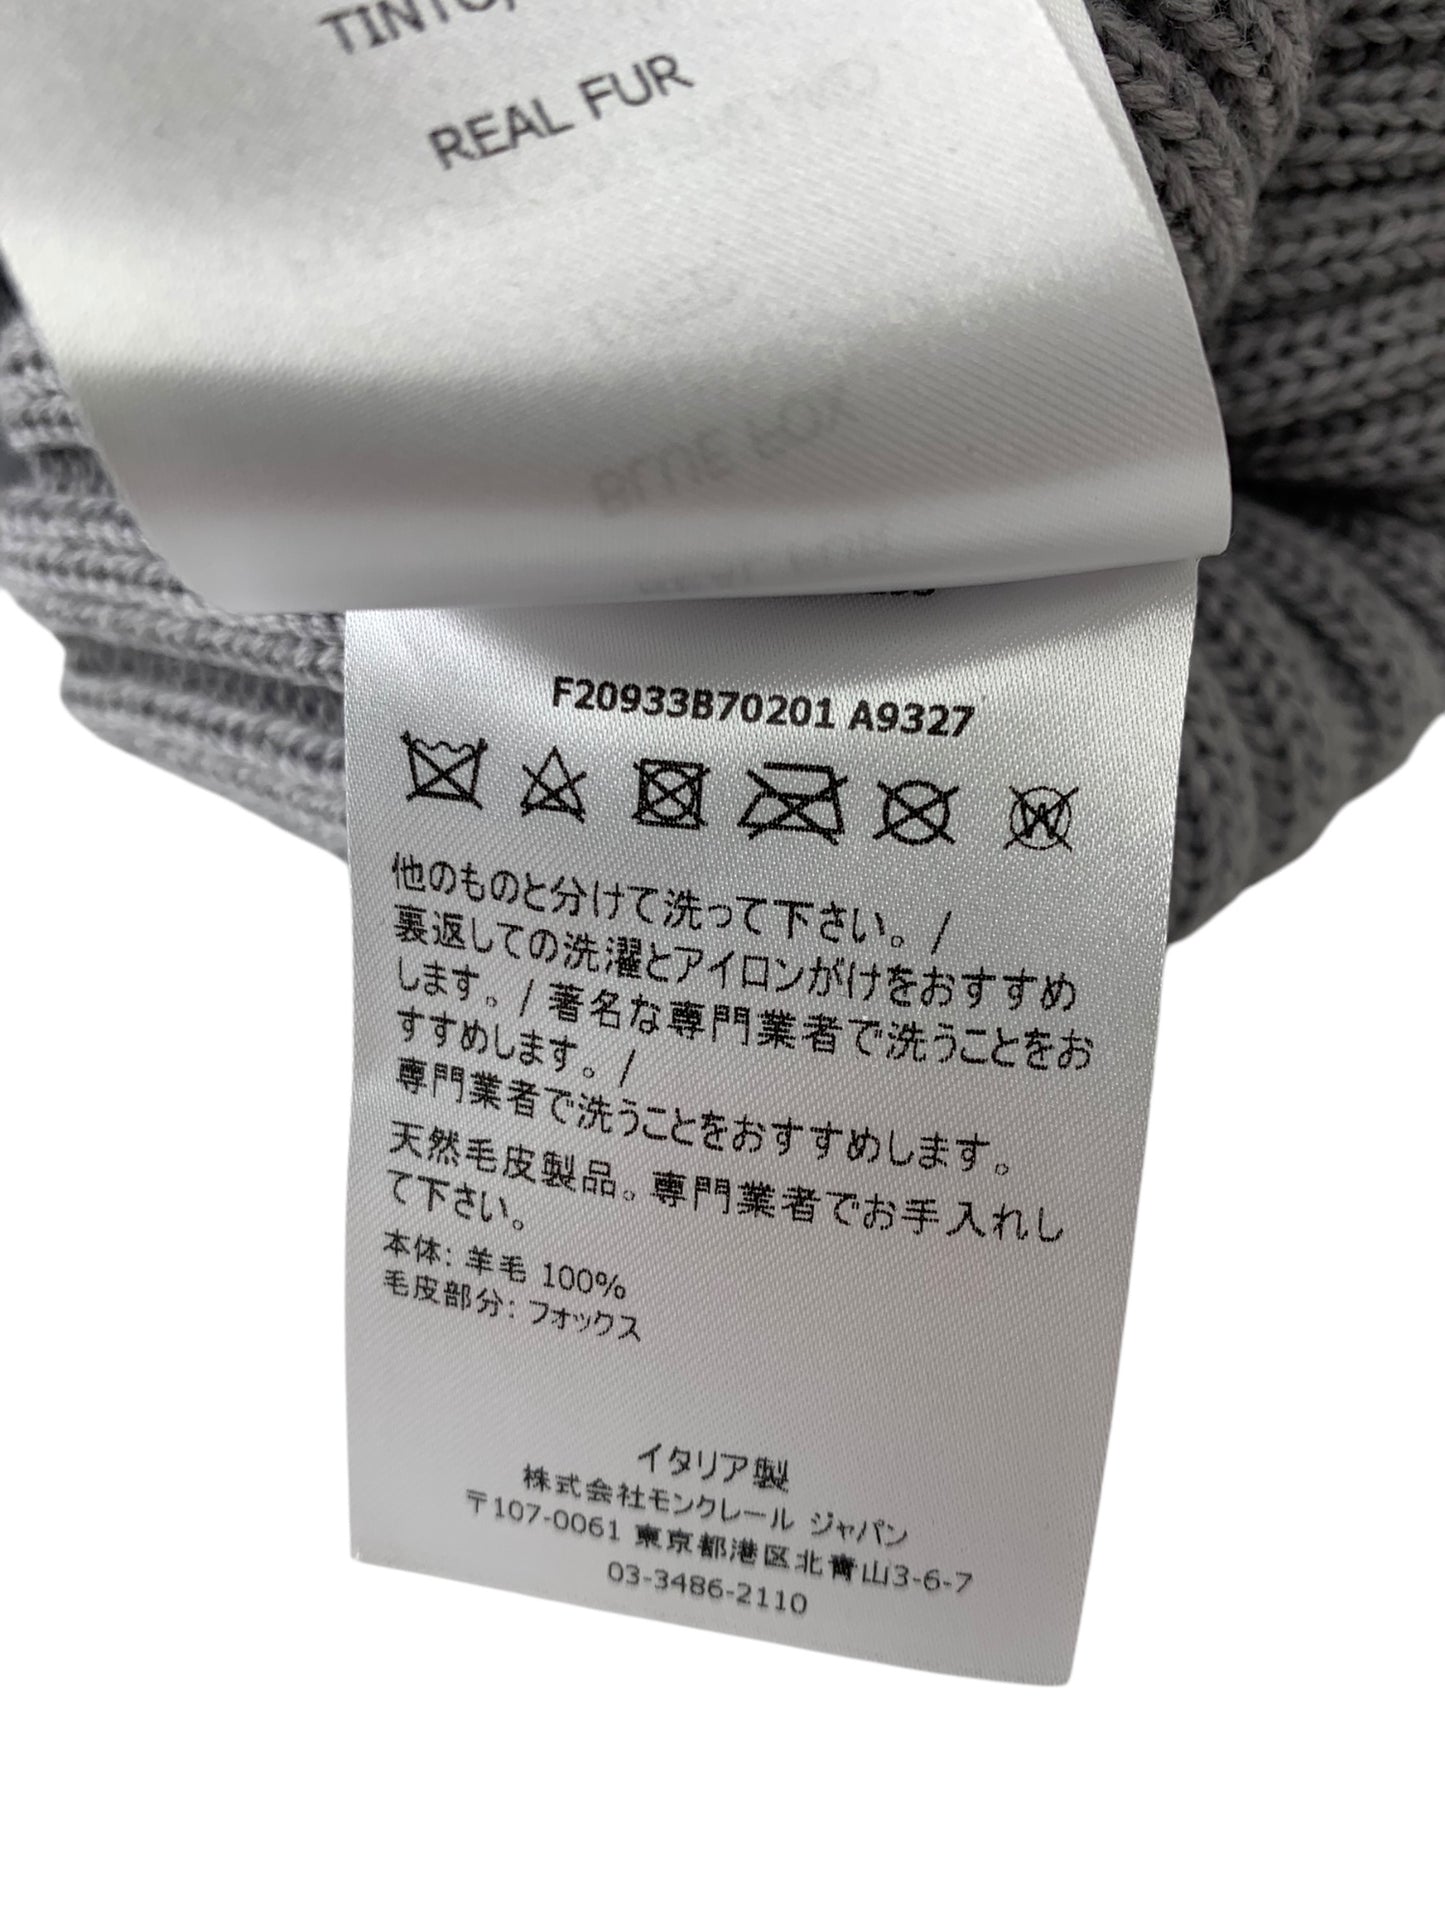 REAL FUR
BLUE FOX
REAL FUR
F20933B70201 A9327
他のものと分けて洗って下さい。/
裏返しての洗濯とアイロンがけをおすすめ
します。/ 著名な専門業者で洗うことをお
すすめします。/
専門業者で洗うことをおすすめします。
天然毛皮製品。専門業者でお手入れし
て下さい。
本体: 羊毛 100%
毛皮部分: フォックス
イタリア製
株式会社モンクレール ジャパン
〒107-0061 東京都港区北青山3-6-7
03-3486-2110